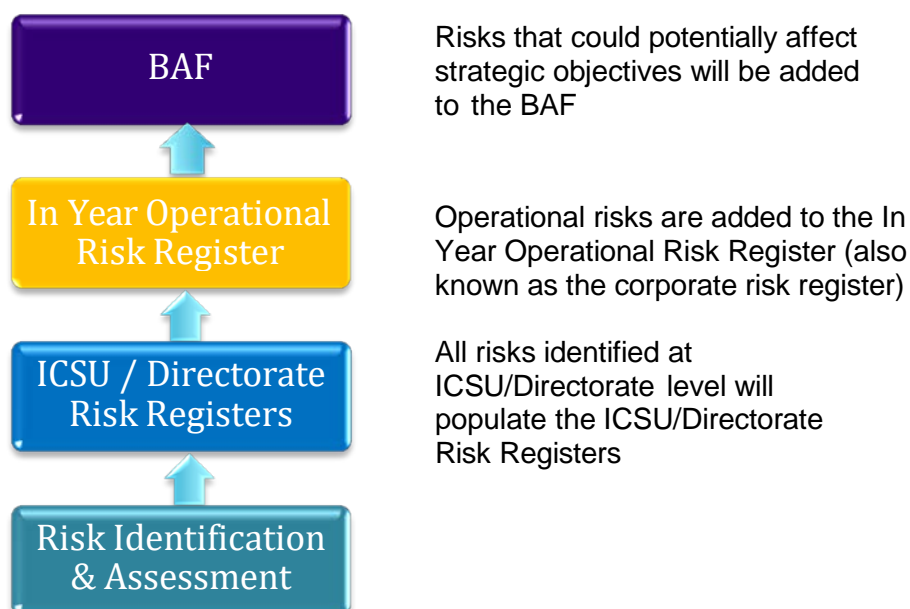 BAF
Risks that could potentially affect
strategic objectives will be added
to the BAF
In Year Operational
Risk Register
Operational risks are added to the In
Year Operational Risk Register (also
known as the corporate risk register)
ICSU / Directorate
Risk Registers
All risks identified at
ICSU/Directorate level will
populate the ICSU/Directorate
Risk Registers
Risk Identification
& Assessment